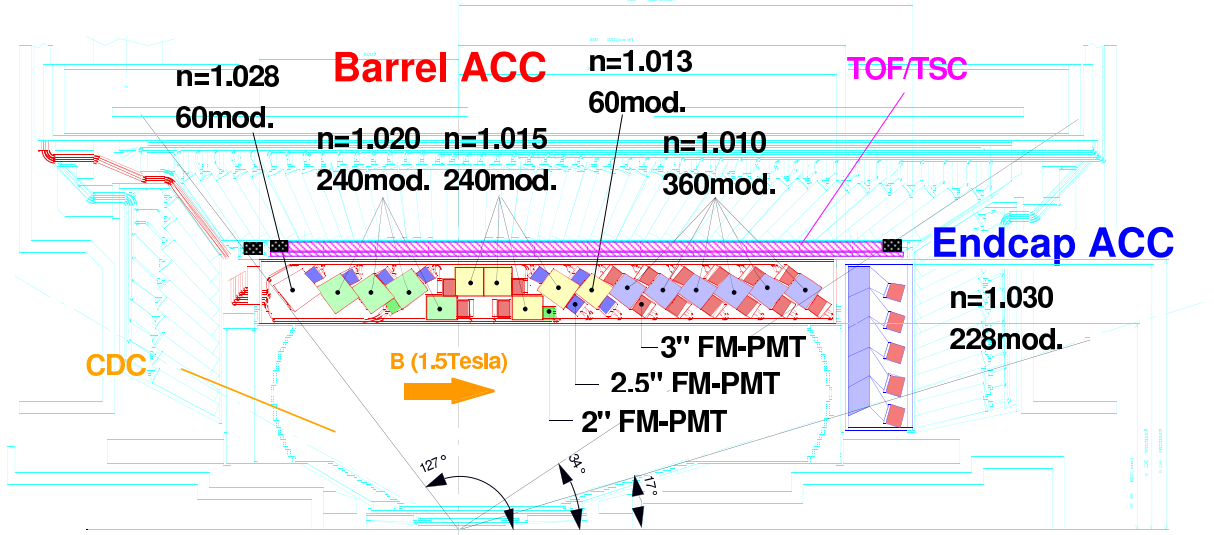 Barrel ACC
n=1.028
60mod.
n=1.020
240mod.
n=1.015
240mod.
n=1.013
60mod.
n=1.010
360mod.
TOF/TSC
Endcap ACC
n=1.030
228mod.
3" FM-PMT
2.5" FM-PMT
2" FM-PMT
CDC
B (1.5Tesla)
127°
34°
17°